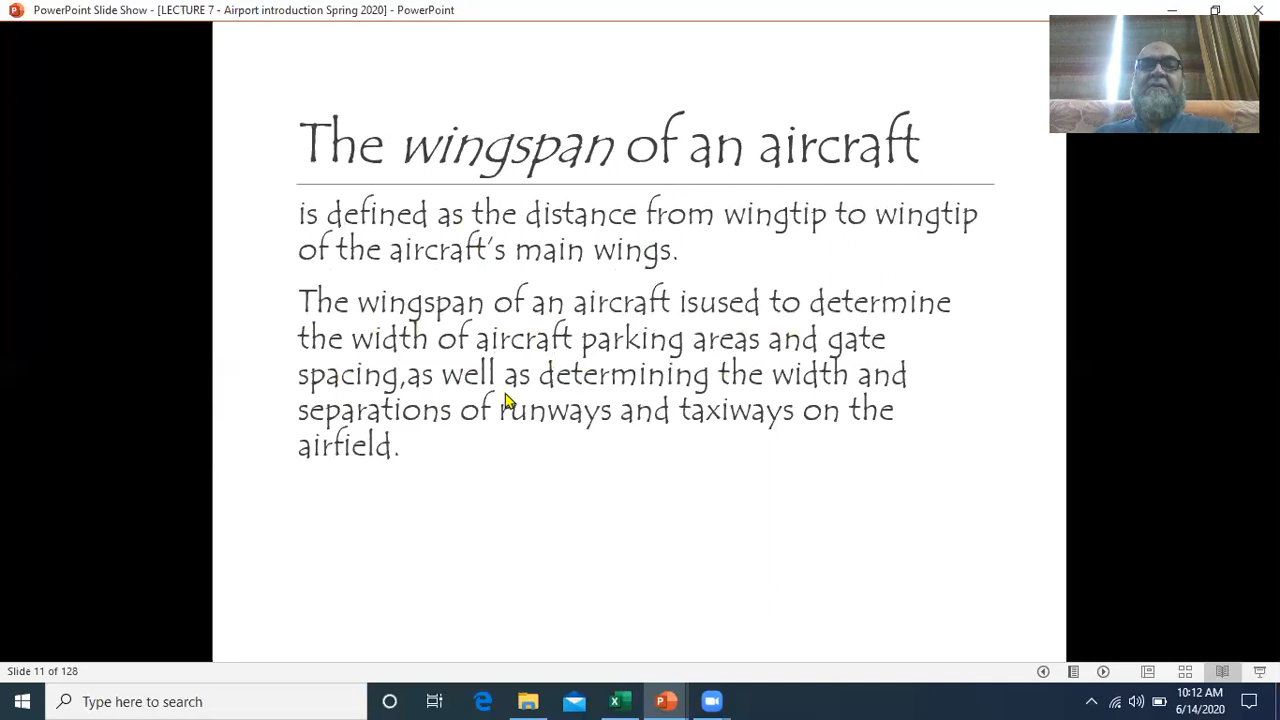 PowerPoint Slide Show - [LECTURE 7 - Airport introduction Spring 2020] - PowerPoint
The wingspan of an aircraft
is defined as the distance from wingtip to wingtip
of the aircraft's main wings.
The wingspan of an aircraft isused to determine
the width of aircraft parking areas and gate
spacing,as well as determining the width and
separations of runways and taxiways on the
airfield.
Slide 11 of 128
Type here to search
10:12 AM
6/14/2020